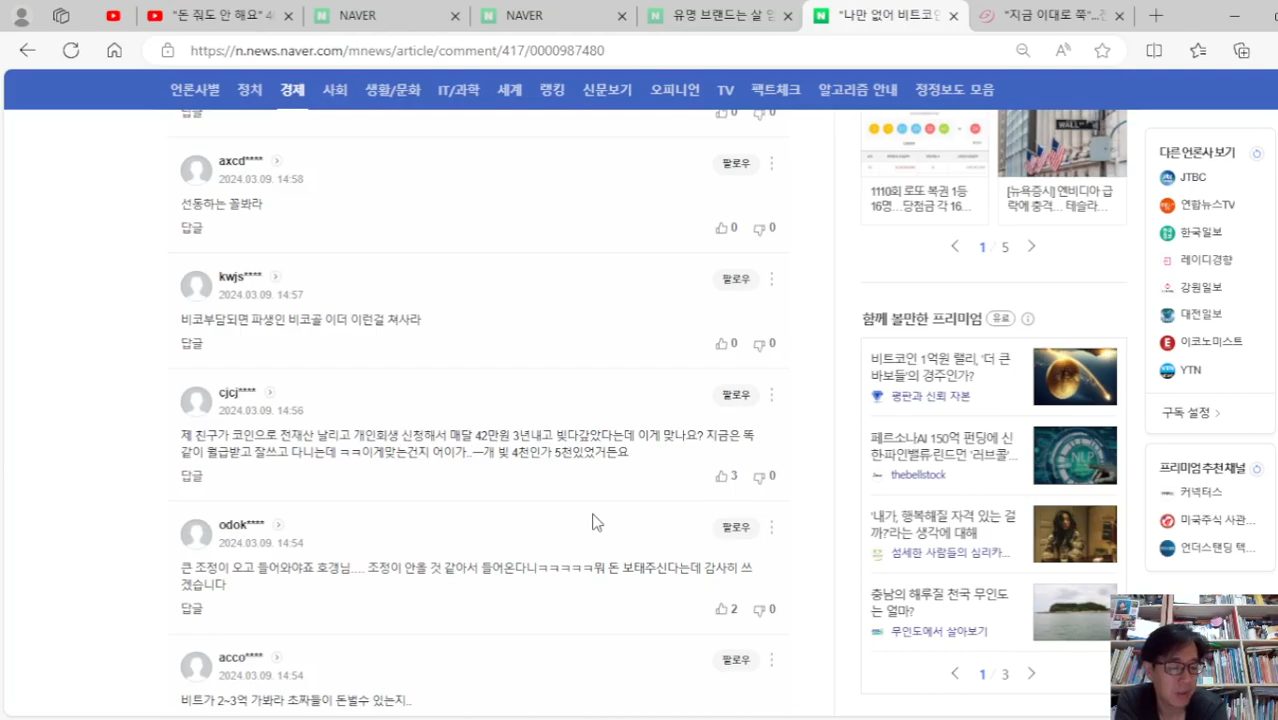 "돈 줘도 안 해요" 4(
NAVER
NAVER
유명 브랜드는 살 엄
"나만 없어 비트코인
"지금 이대로 쭉"...진
https://n.news.naver.com/mnews/article/comment/417/0000987480
언론사별 정치 경제 사회 생활/문화 IT/과학 세계 랭킹 신문보기 오피니언 TV 팩트체크 알고리즘 안내 정정보도 모음
답글
0 0
axcd****
2024.03.09. 14:58
팔로우
선동하는 꼴봐라
답글
0 0
kwjs****
2024.03.09. 14:57
팔로우
비코부담되면 파생인 비코골 이더 이런걸 쳐사라
답글
0 0
cjcj****
2024.03.09. 14:56
팔로우
제 친구가 코인으로 전재산 날리고 개인회생 신청해서 매달 42만원 3년내고 빚다갚았다는데 이게 맞나요? 지금은 똑
같이 월급받고 잘쓰고 다니는데 ㅋㅋ이게맞는건지 어이가..ㅡ개 빚 4천인가 5천있었거든요
답글
3 0
odok****
2024.03.09. 14:54
팔로우
큰 조정이 오고 들어와야죠 호갱님.... 조정이 안올 것 같아서 들어온다니ㅋㅋㅋㅋㅋ뭐 돈 보태주신다는데 감사히 쓰
겠습니다
답글
2 0
acco****
2024.03.09. 14:54
팔로우
비트가 2~3억 가봐라 초짜들이 돈벌수 있는지..
1110회 로또 복권 1등
16명...당첨금 각 16...
WALL
[뉴욕증시] 엔비디아 급
락에 충격... 테슬라...
1 / 5
함께 볼만한 프리미엄 유료
비트코인 1억원 랠리, '더 큰
바보들'의 경주인가?
평판과 신뢰 자본
페르소나AI 150억 펀딩에 신
한파인밸류·린드먼 '러브콜'...
thebellstock
'내가, 행복해질 자격 있는 걸
까?'라는 생각에 대해
섬세한 사람들의 심리카...
충남의 해루질 천국 무인도
는 얼마?
무인도에서 살아보기
1 / 3
다른 언론사 보기
JTBC
연합뉴스TV
한국일보
레이디경향
강원일보
대전일보
이코노미스트
YTN
구독 설정
프리미엄 추천 채널
커넥터스
미국주식 사관...
언더스탠딩 텍...